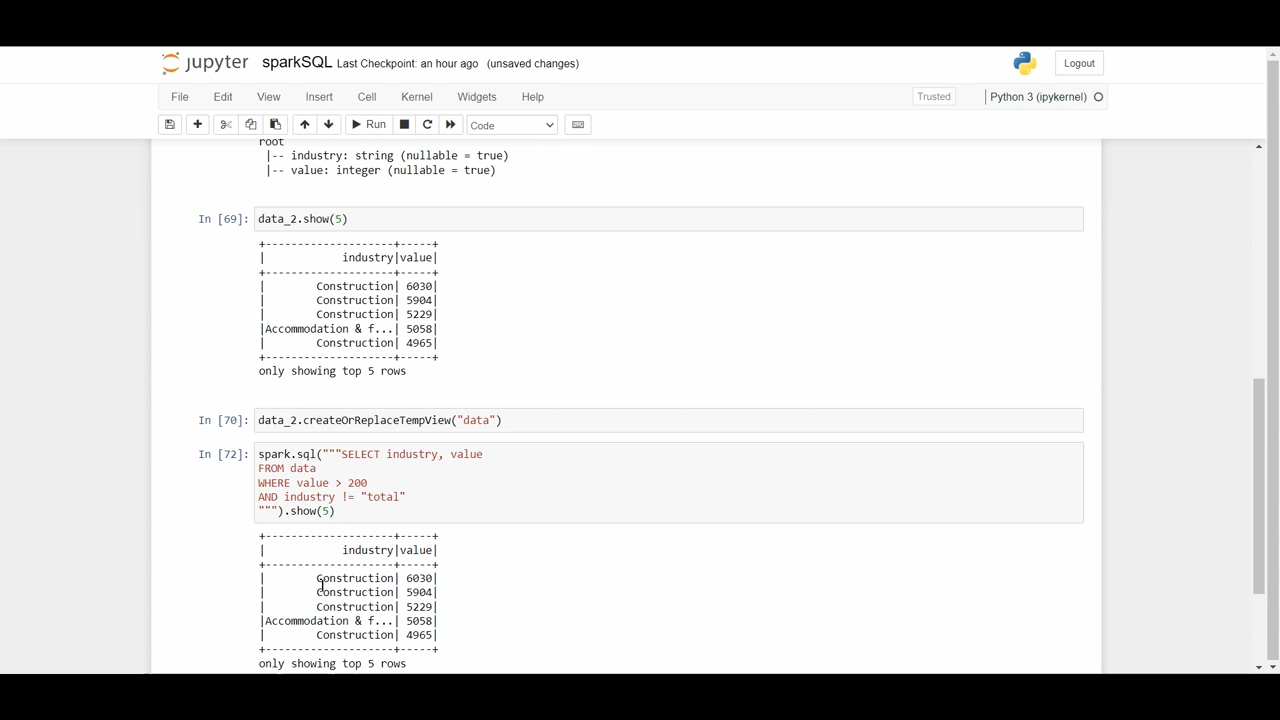 jupyter sparkSQL Last Checkpoint: an hour ago (unsaved changes) Logout
File Edit View Insert Cell Kernel Widgets Help Trusted Python 3 (ipykernel)
Run Code
root
|-- industry: string (nullable = true)
|-- value: integer (nullable = true)
In [69]: data_2.show(5)
+--------------------+-----+
|            industry|value|
+--------------------+-----+
|        Construction| 6030|
|        Construction| 5904|
|        Construction| 5229|
|Accommodation & f...| 5058|
|        Construction| 4965|
+--------------------+-----+
only showing top 5 rows
In [70]: data_2.createOrReplaceTempView("data")
In [72]: spark.sql("""SELECT industry, value
FROM data
WHERE value > 200
AND industry != "total"
""").show(5)
+--------------------+-----+
|            industry|value|
+--------------------+-----+
|        Construction| 6030|
|        Construction| 5904|
|        Construction| 5229|
|Accommodation & f...| 5058|
|        Construction| 4965|
+--------------------+-----+
only showing top 5 rows